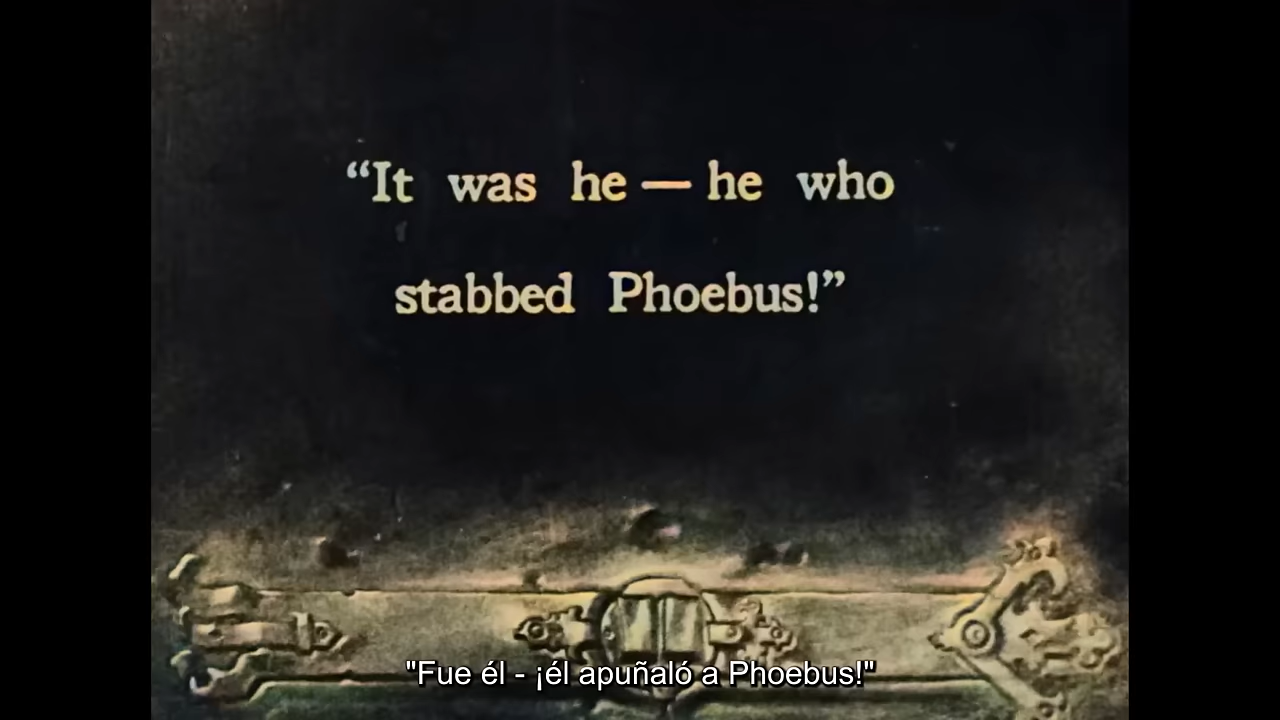 “It was he — he who
stabbed Phoebus!”
"Fue él - ¡él apuñaló a Phoebus!"